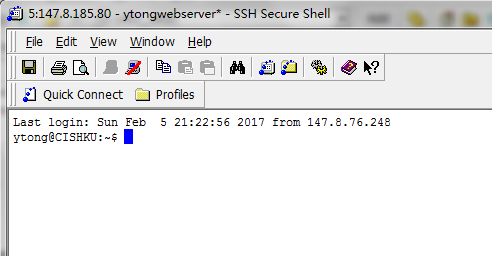 5:147.8.185.80 - ytongwebserver* - SSH Secure Shell
File Edit View Window Help
Quick Connect Profiles
Last login: Sun Feb  5 21:22:56 2017 from 147.8.76.248
ytong@CISHKU:~$